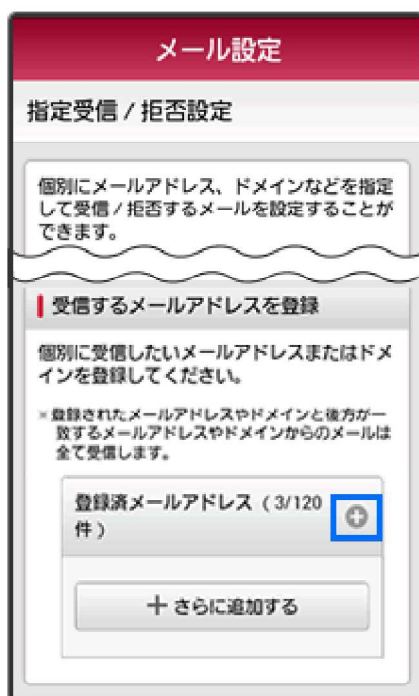 メール設定
指定受信 / 拒否設定
個別にメールアドレス、ドメインなどを指定
して受信 / 拒否するメールを設定することが
できます。
受信するメールアドレスを登録
個別に受信したいメールアドレスまたはドメ
インを登録してください。
※登録されたメールアドレスやドメインと後方が一
致するメールアドレスやドメインからのメールは
全て受信します。
登録済メールアドレス ( 3/120
件 )
+ さらに追加する